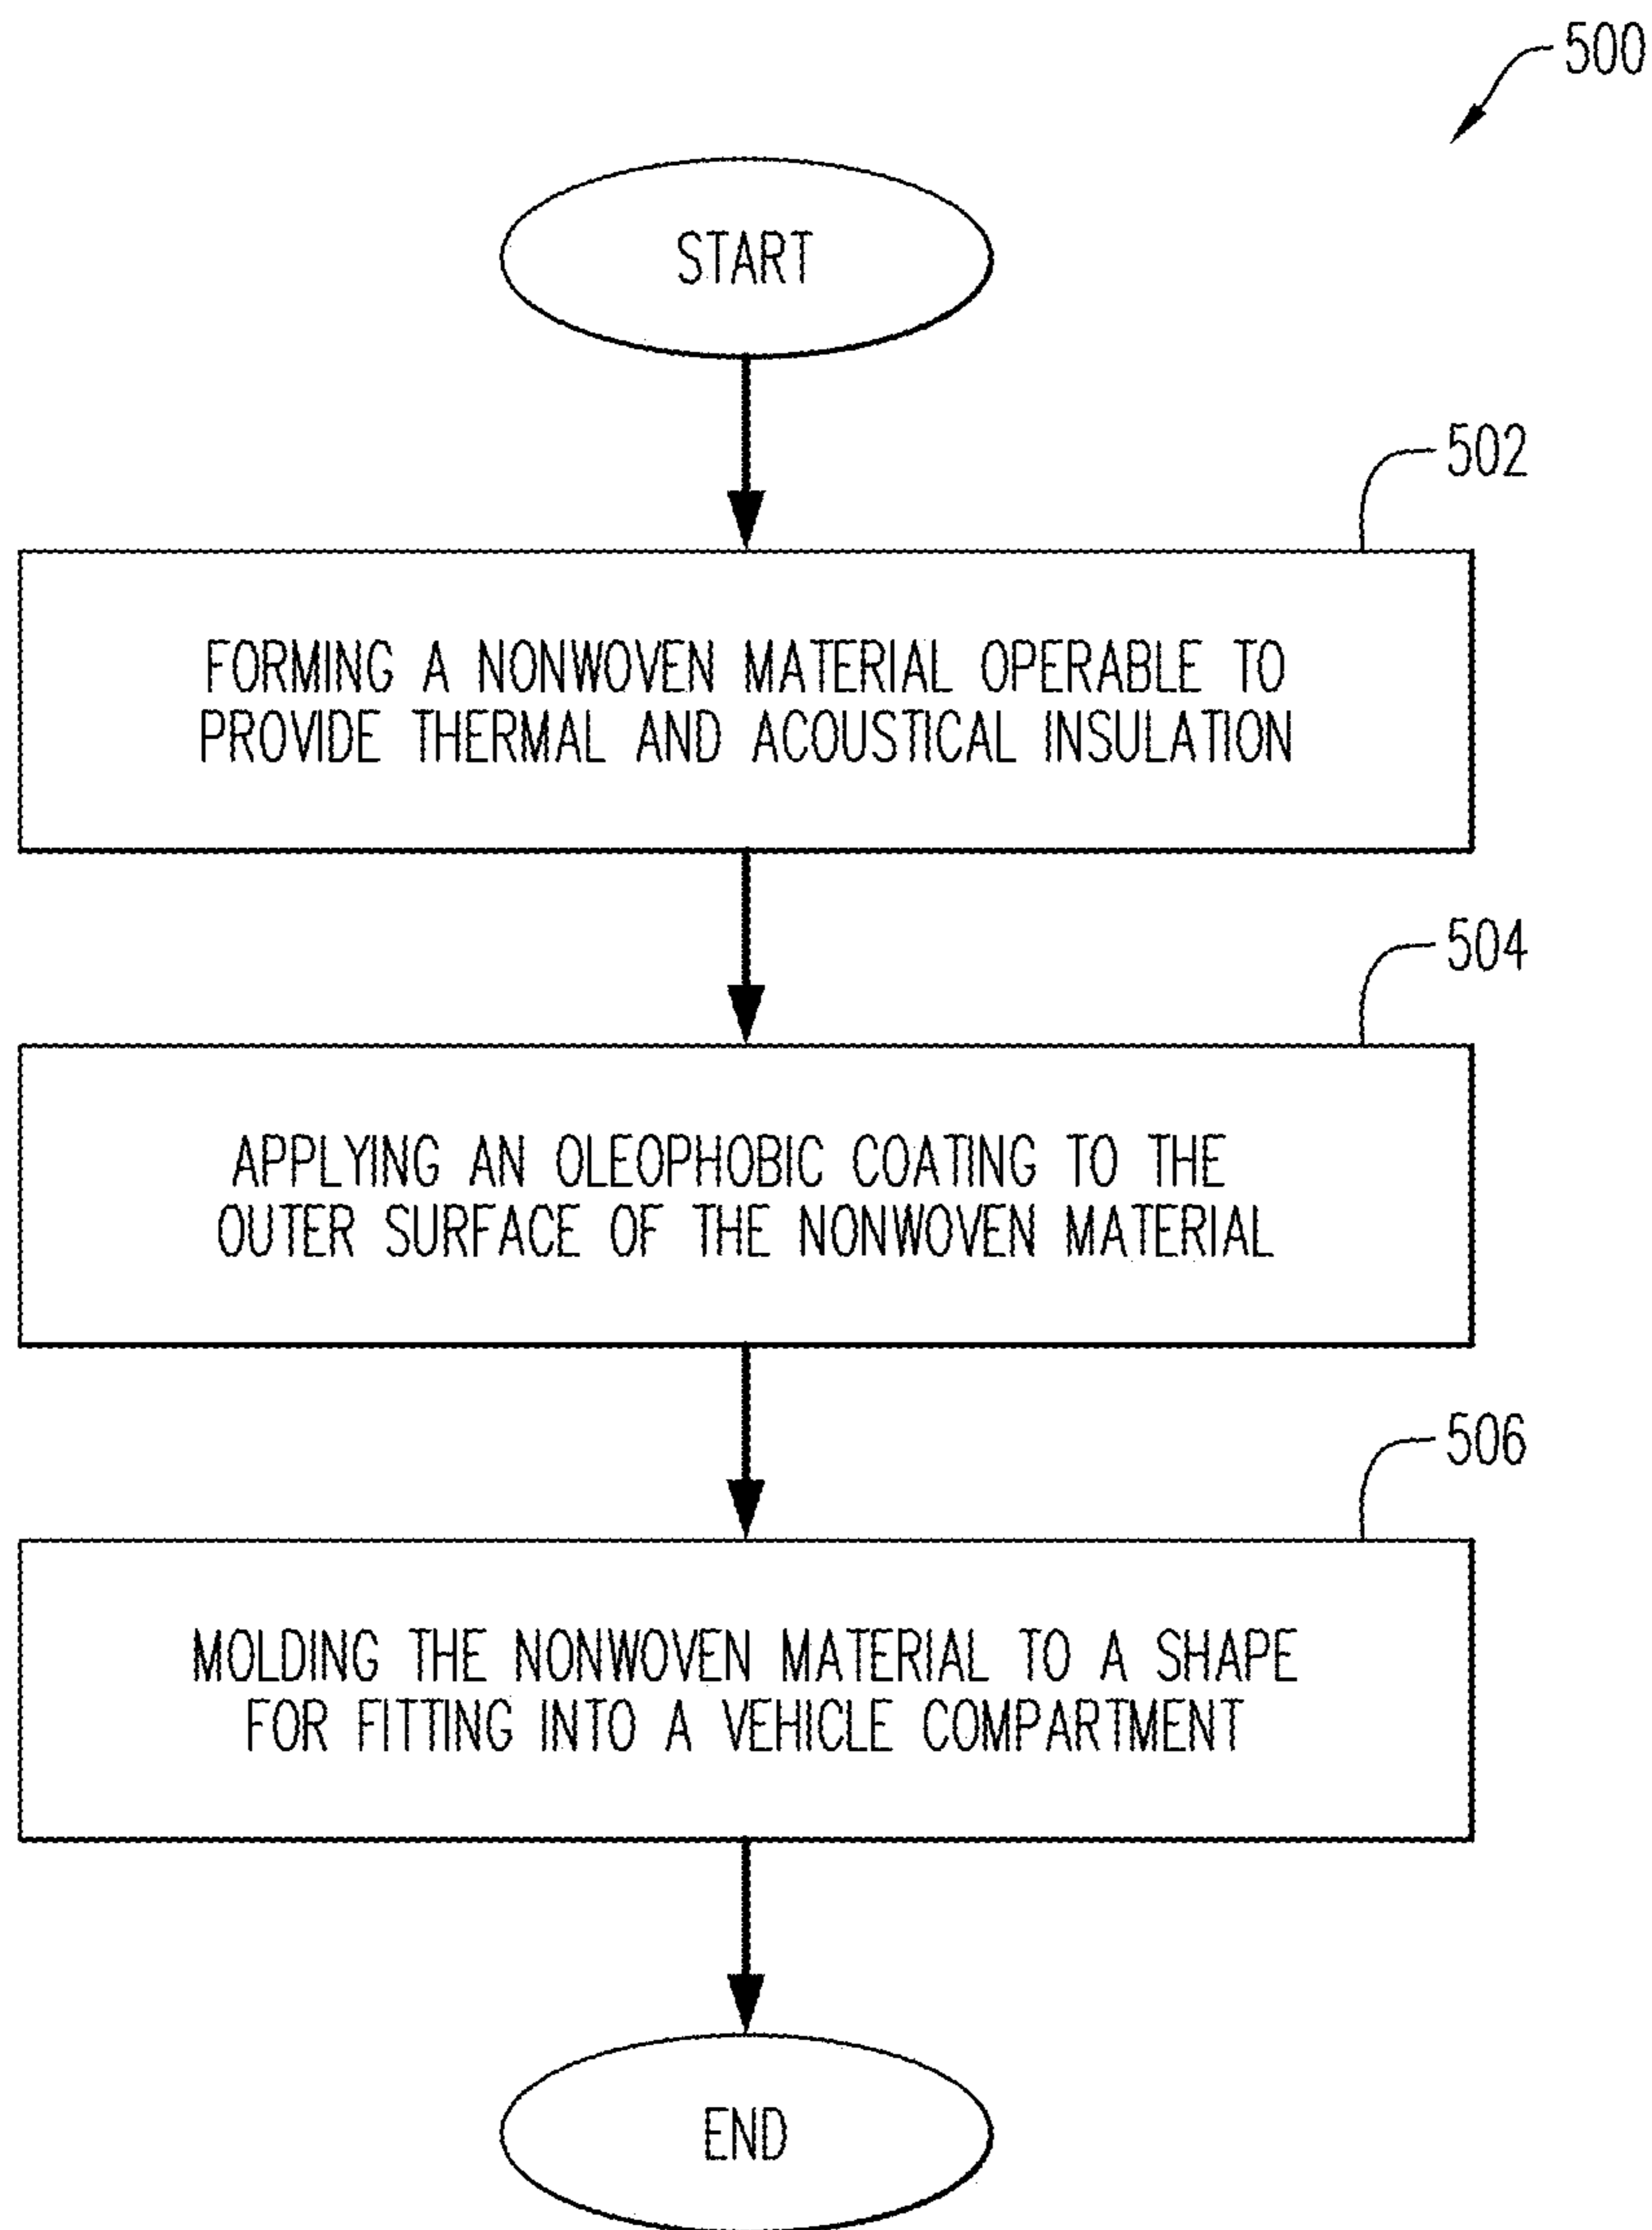 500
START
502
FORMING A NONWOVEN MATERIAL OPERABLE TO
PROVIDE THERMAL AND ACOUSTICAL INSULATION
504
APPLYING AN OLEOPHOBIC COATING TO THE
OUTER SURFACE OF THE NONWOVEN MATERIAL
506
MOLDING THE NONWOVEN MATERIAL TO A SHAPE
FOR FITTING INTO A VEHICLE COMPARTMENT
END